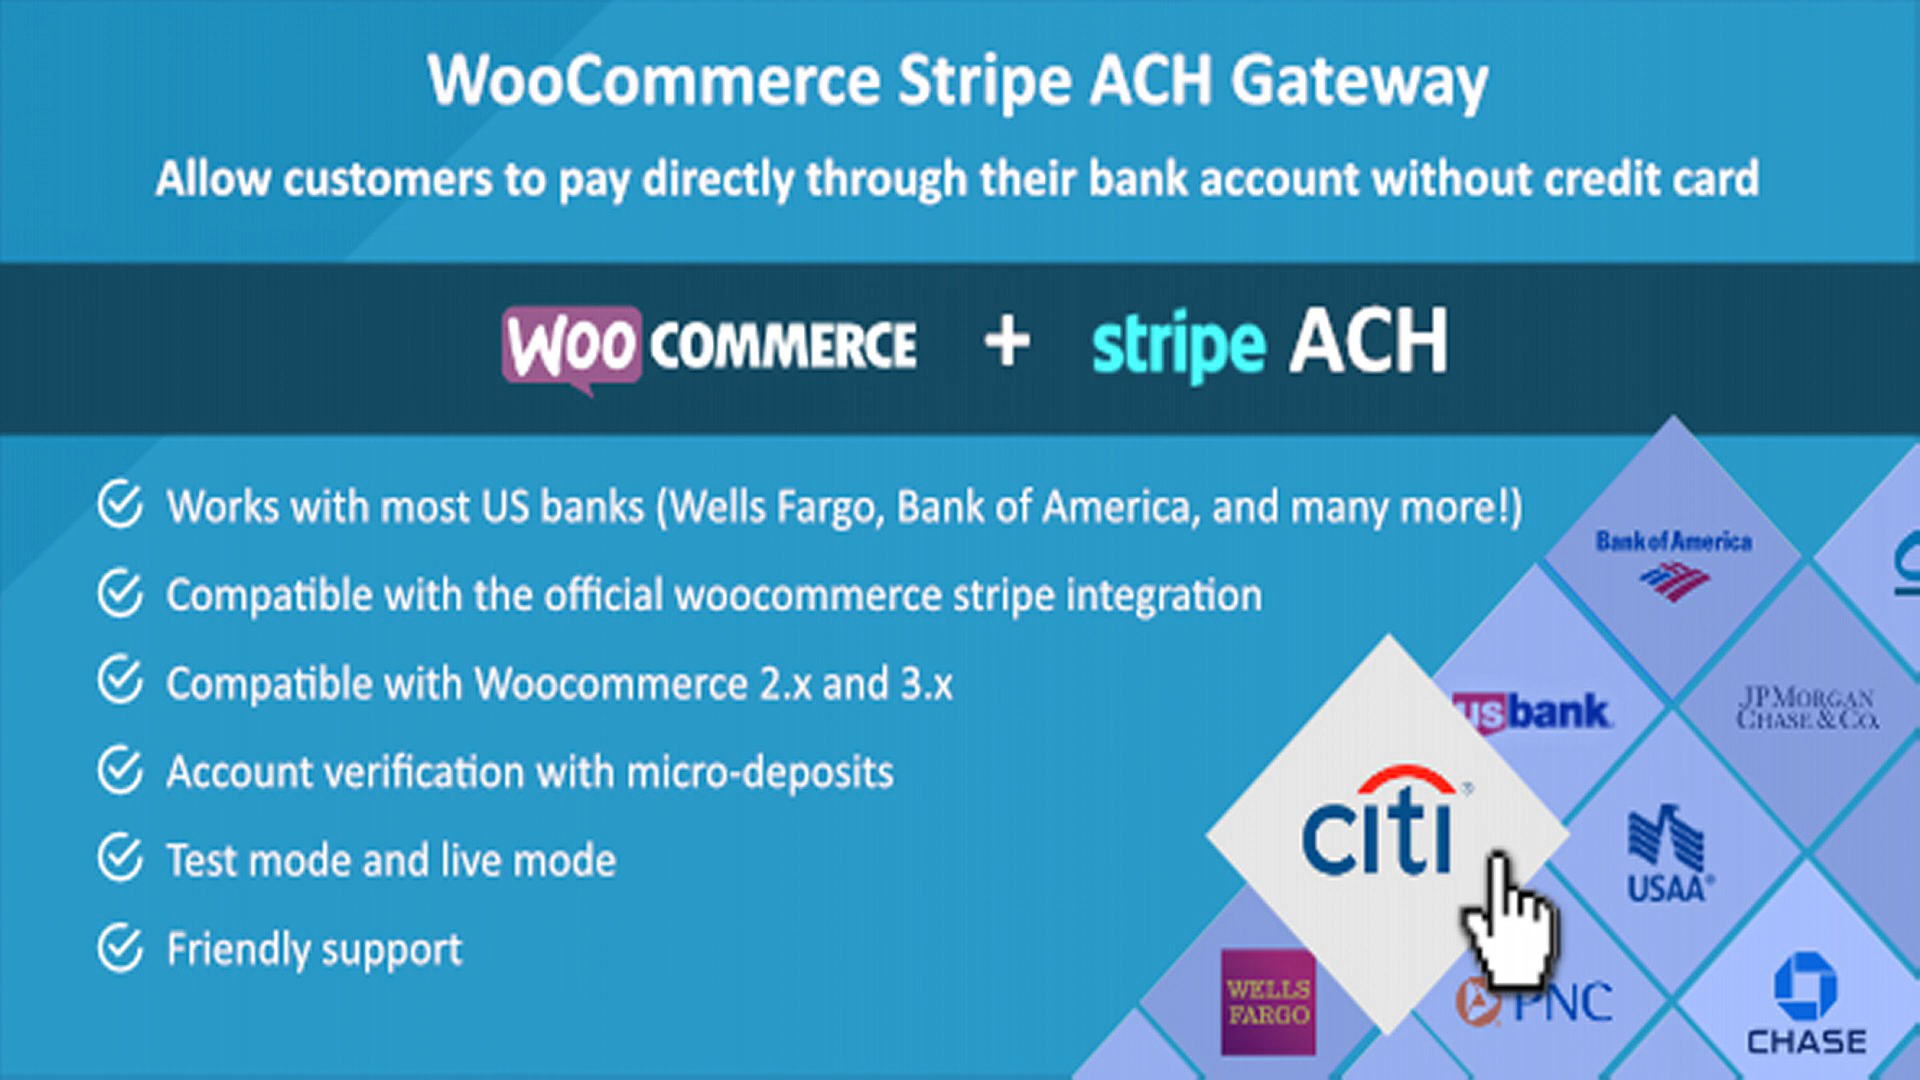 WooCommerce Stripe ACH Gateway
Allow customers to pay directly through their bank account without credit card
WOO COMMERCE + stripe ACH
Works with most US banks (Wells Fargo, Bank of America, and many more!)
Compatible with the official woocommerce stripe integration
Compatible with Woocommerce 2.x and 3.x
Account verification with micro-deposits
Test mode and live mode
Friendly support
Bank of America
usbank
JPMORGAN
CHASE & CO.
citi®
USAA®
WELLS
FARGO
PNC
CHASE